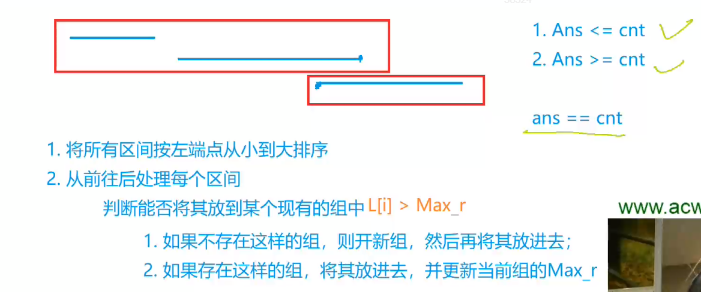 1. Ans <= cnt
2. Ans >= cnt
ans == cnt
1. 将所有区间按左端点从小到大排序
2. 从前往后处理每个区间
判断能否将其放到某个现有的组中 L[i] > Max_r
1. 如果不存在这样的组，则开新组，然后再将其放进去；
2. 如果存在这样的组，将其放进去，并更新当前组的Max_r
www.acw